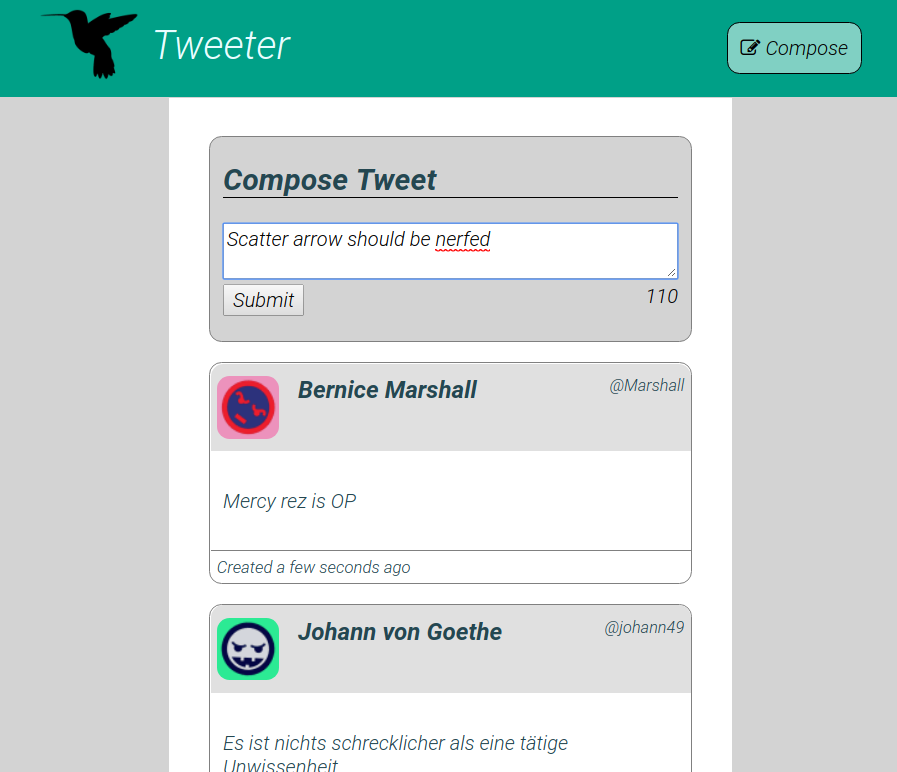 Tweeter
Compose
Compose Tweet
Scatter arrow should be nerfed
Submit
110
Bernice Marshall
@Marshall
Mercy rez is OP
Created a few seconds ago
Johann von Goethe
@johann49
Es ist nichts schrecklicher als eine tätige
Unwissenheit